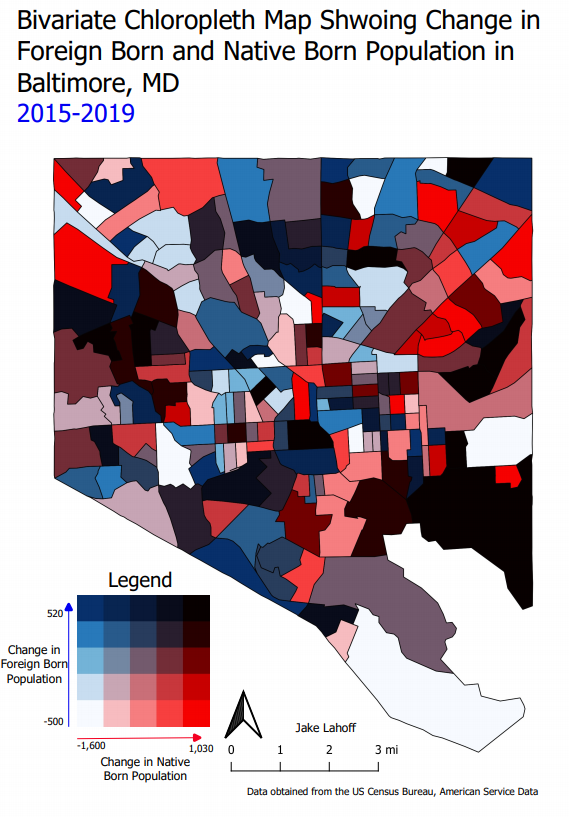 Bivariate Chloropleth Map Shwoing Change in
Foreign Born and Native Born Population in
Baltimore, MD
2015-2019
Legend
520
Change in
Foreign Born
Population
-500
-1,600
1,030
Change in Native
Born Population
Jake Lahoff
0 1 2 3 mi
Data obtained from the US Census Bureau, American Service Data